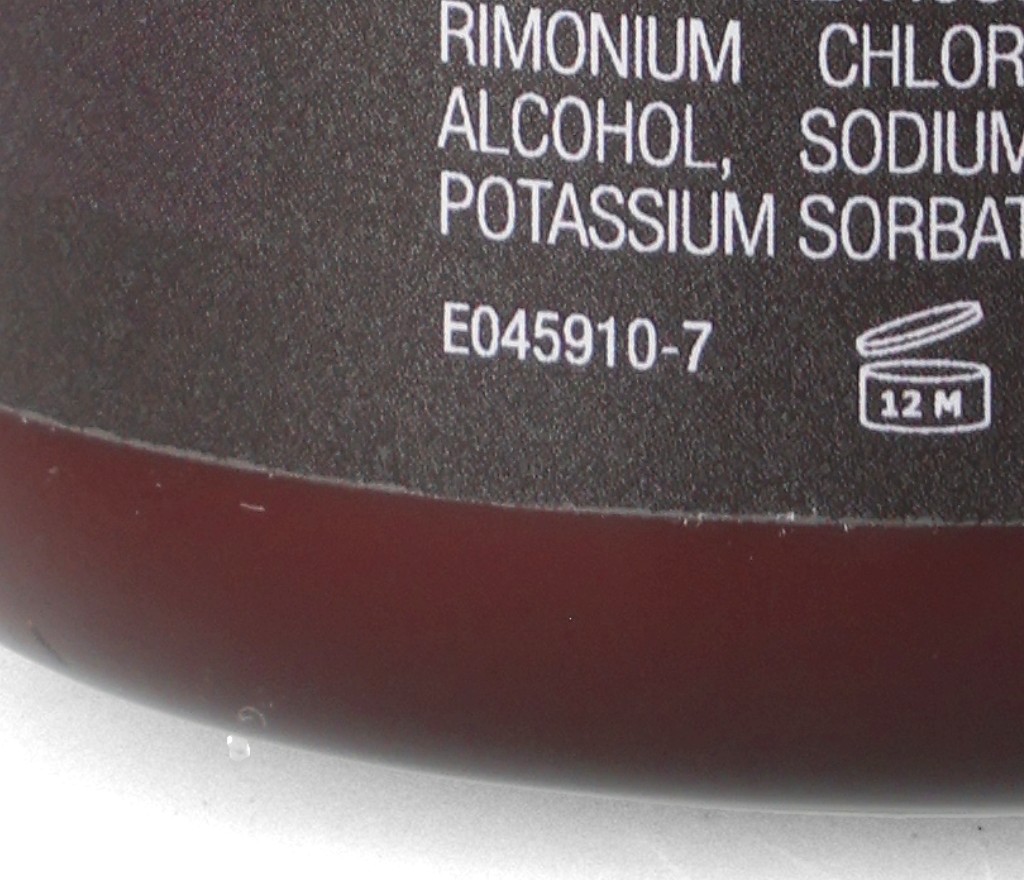 RIMONIUM CHLOR
ALCOHOL, SODIUM
POTASSIUM SORBAT
E045910-7
12 M